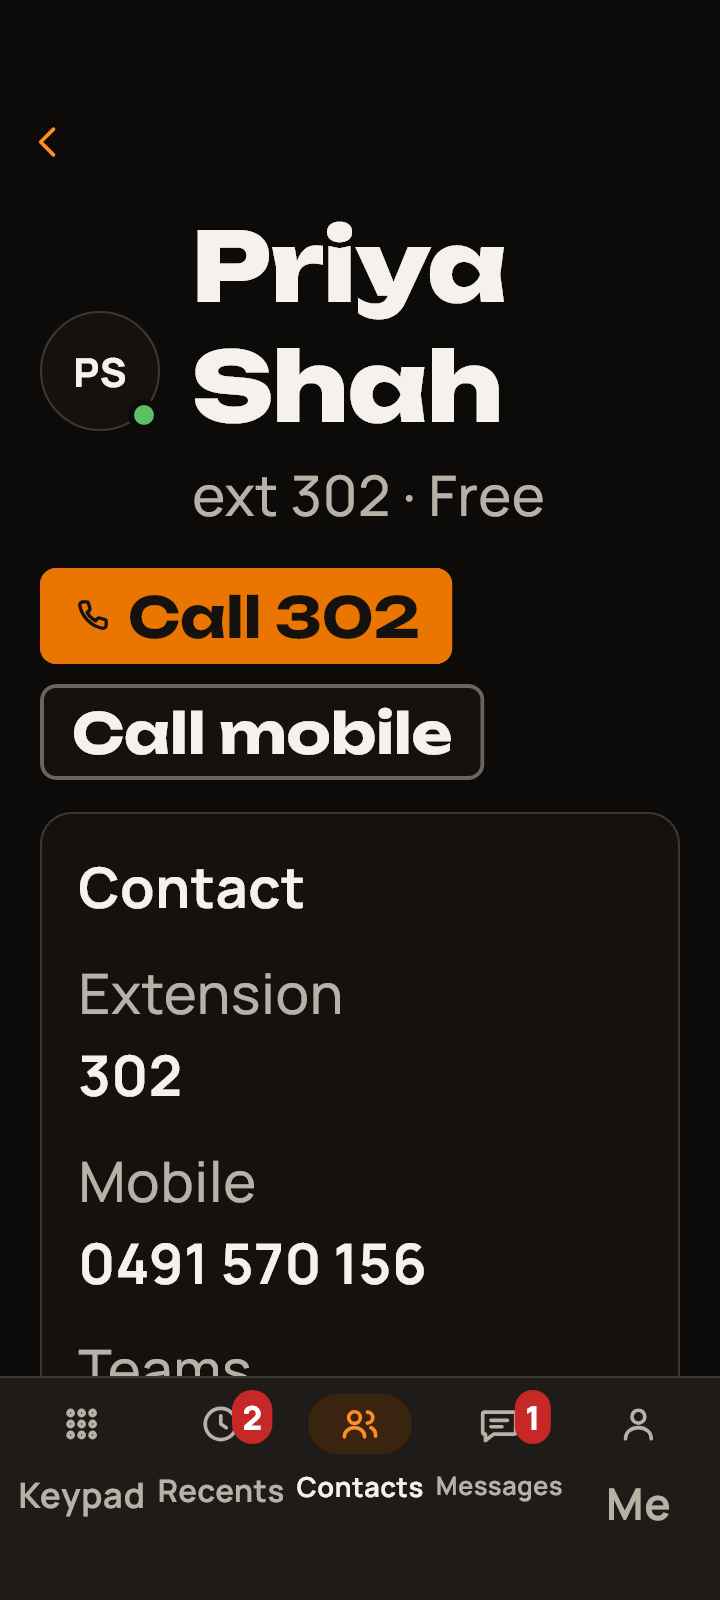 Priya
Shah
PS
ext 302 · Free
Call 302
Call mobile
Contact
Extension
302
Mobile
0491 570 156
Teams
2
1
Keypad
Recents
Contacts
Messages
Me